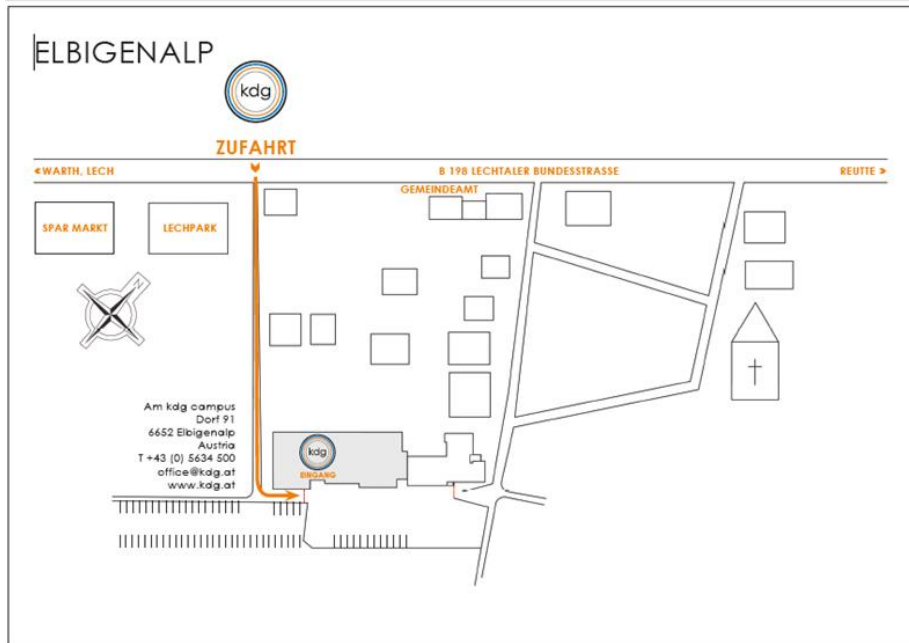 ELBIGENALP
kdg
ZUFAHRT
«WARTH, LECH
B 198 LECHTALER BUNDESSTRASSE
REUTTE »
GEMEINDEAMT
SPAR MARKT
LECHPARK
N
Am kdg campus
Dorf 91
6652 Elbigenalp
Austria
T +43 (0) 5634 500
office@kdg.at
www.kdg.at
kdg
EINGANG